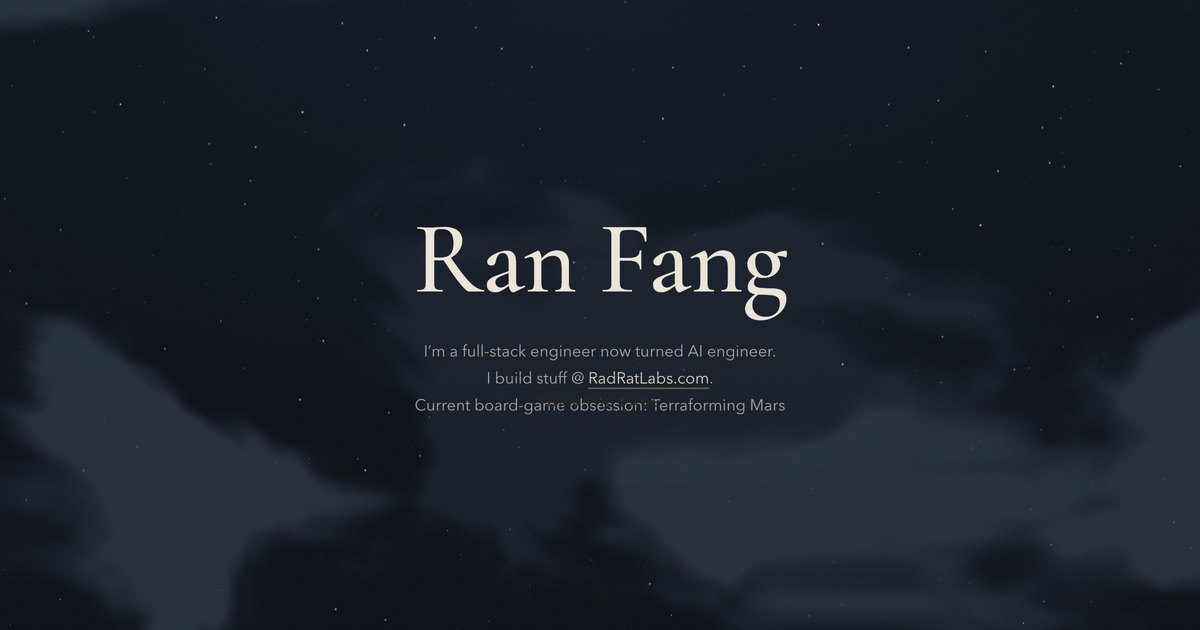 Ran Fang
I’m a full-stack engineer now turned AI engineer.
I build stuff @ RadRatLabs.com.
Current board-game obsession: Terraforming Mars